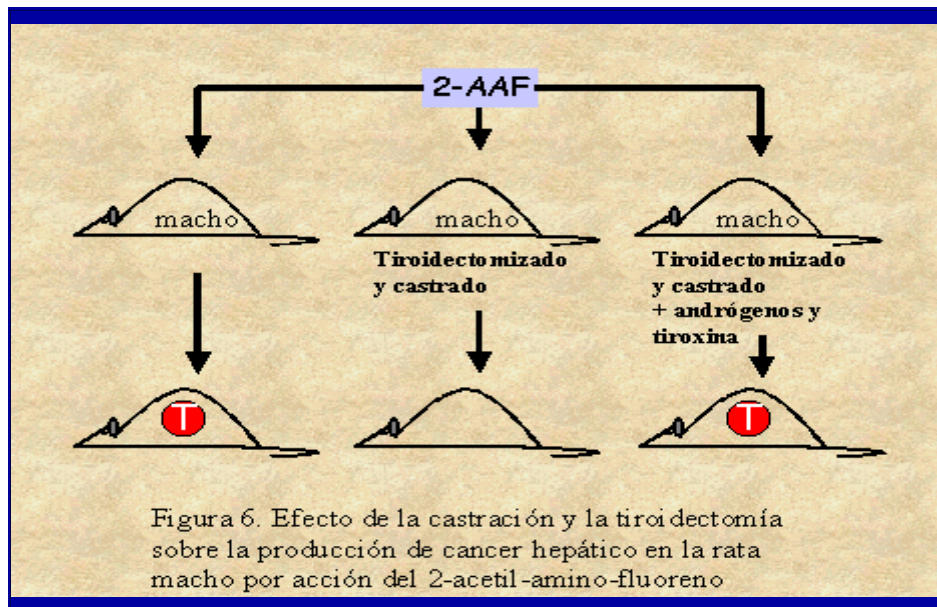 2-AAF
macho
macho
macho
Tiroidectomizado
y castrado
Tiroidectomizado
y castrado
+ andrógenos y
tiroxina
T
T
Figura 6. Efecto de la castración y la tiroidectomía
sobre la producción de cancer hepático en la rata
macho por acción del 2-acetil-amino-fluoreno